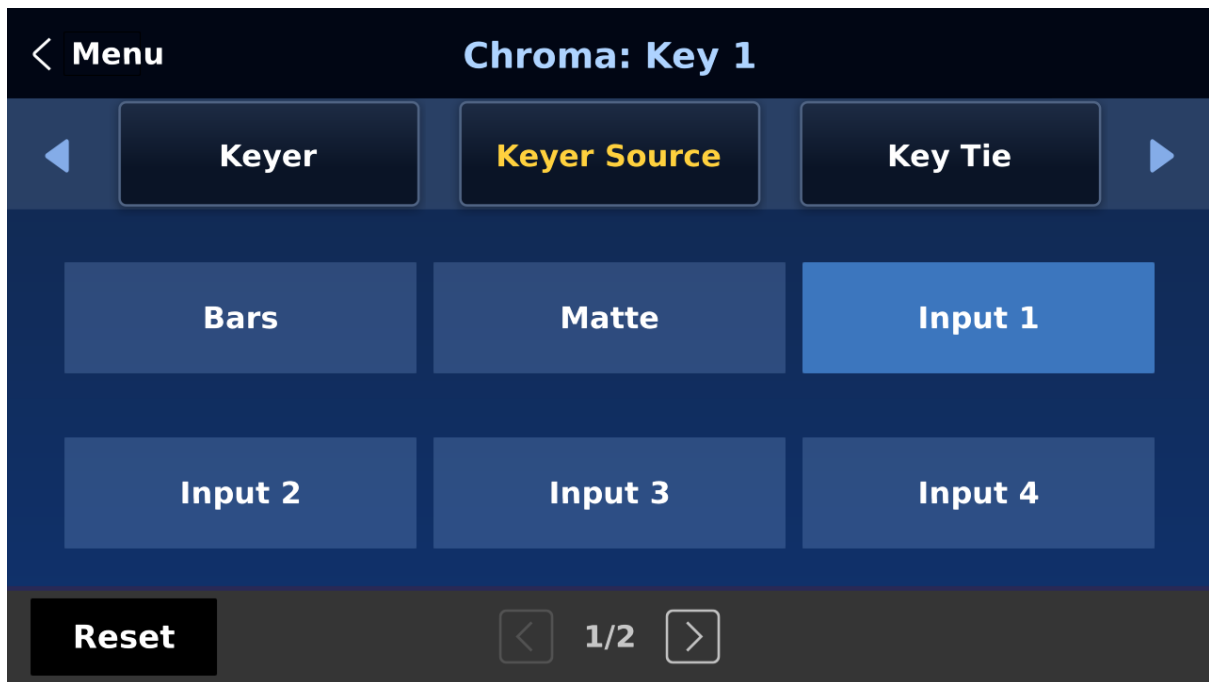 Menu
Chroma: Key 1
Keyer
Keyer Source
Key Tie
Bars
Matte
Input 1
Input 2
Input 3
Input 4
Reset
1/2